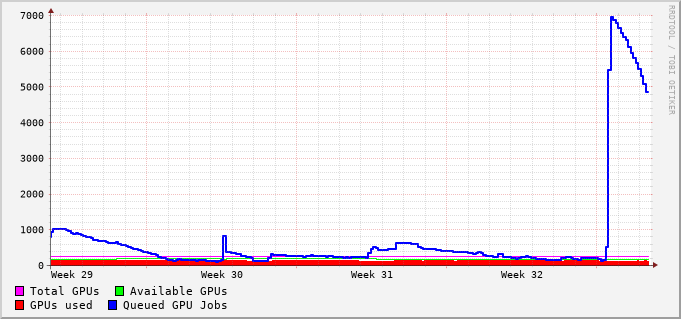 7000
6000
5000
4000
3000
2000
1000
0
Week 29 Week 30 Week 31 Week 32
Total GPUs Available GPUs
GPUs used Queued GPU Jobs
RRDTOOL / TOBI OETIKER